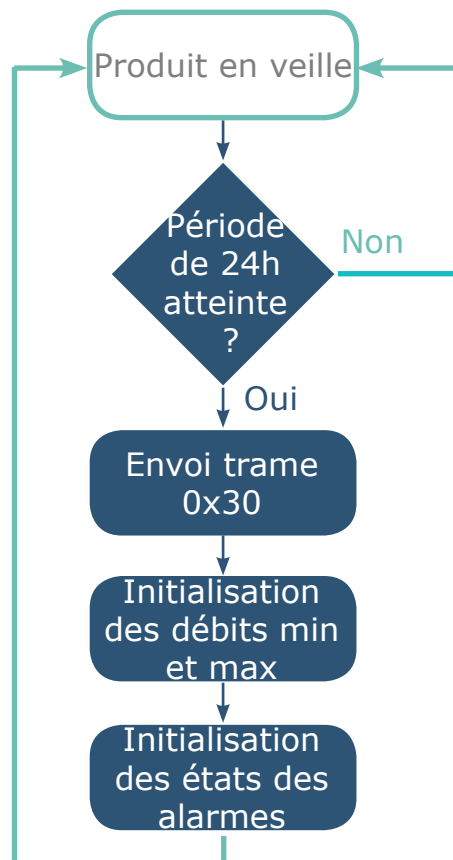 Produit en veille
Période
de 24h
atteinte
?
Non
Oui
Envoi trame
0x30
Initialisation
des débits min
et max
Initialisation
des états des
alarmes